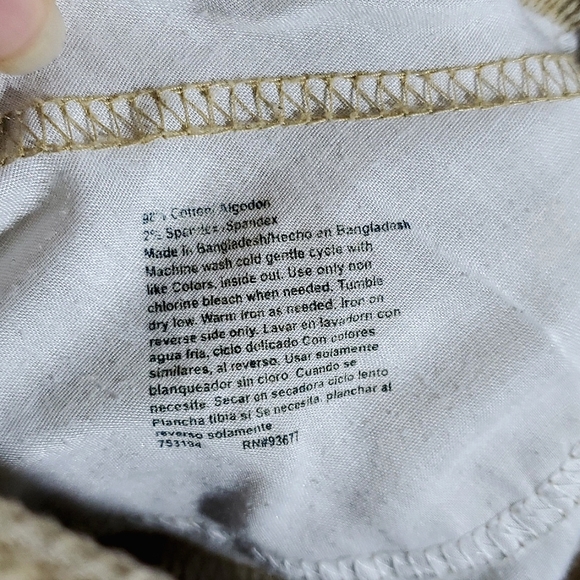 98% Cotton/ Algodon
2% Spandex/Spandex
Made in Bangladesh/Hecho en Bangladash
Machine wash cold gentle cycle with
like Colors, inside out. Use only non
chlorine bleach when needed. Tumble
dry low. Warm iron as needed. Iron on
reverse side only. Lavar en lavadorn con
agua fria, ciclo delicado Con colores
similares, al reverso. Usar solamente
blanqueador sin cloro. Cuando se
necesite. Secar en secadora ciclo lento
Plancha tibia si Se necesita, planchar al
reverso solamente
753194 RN#93677